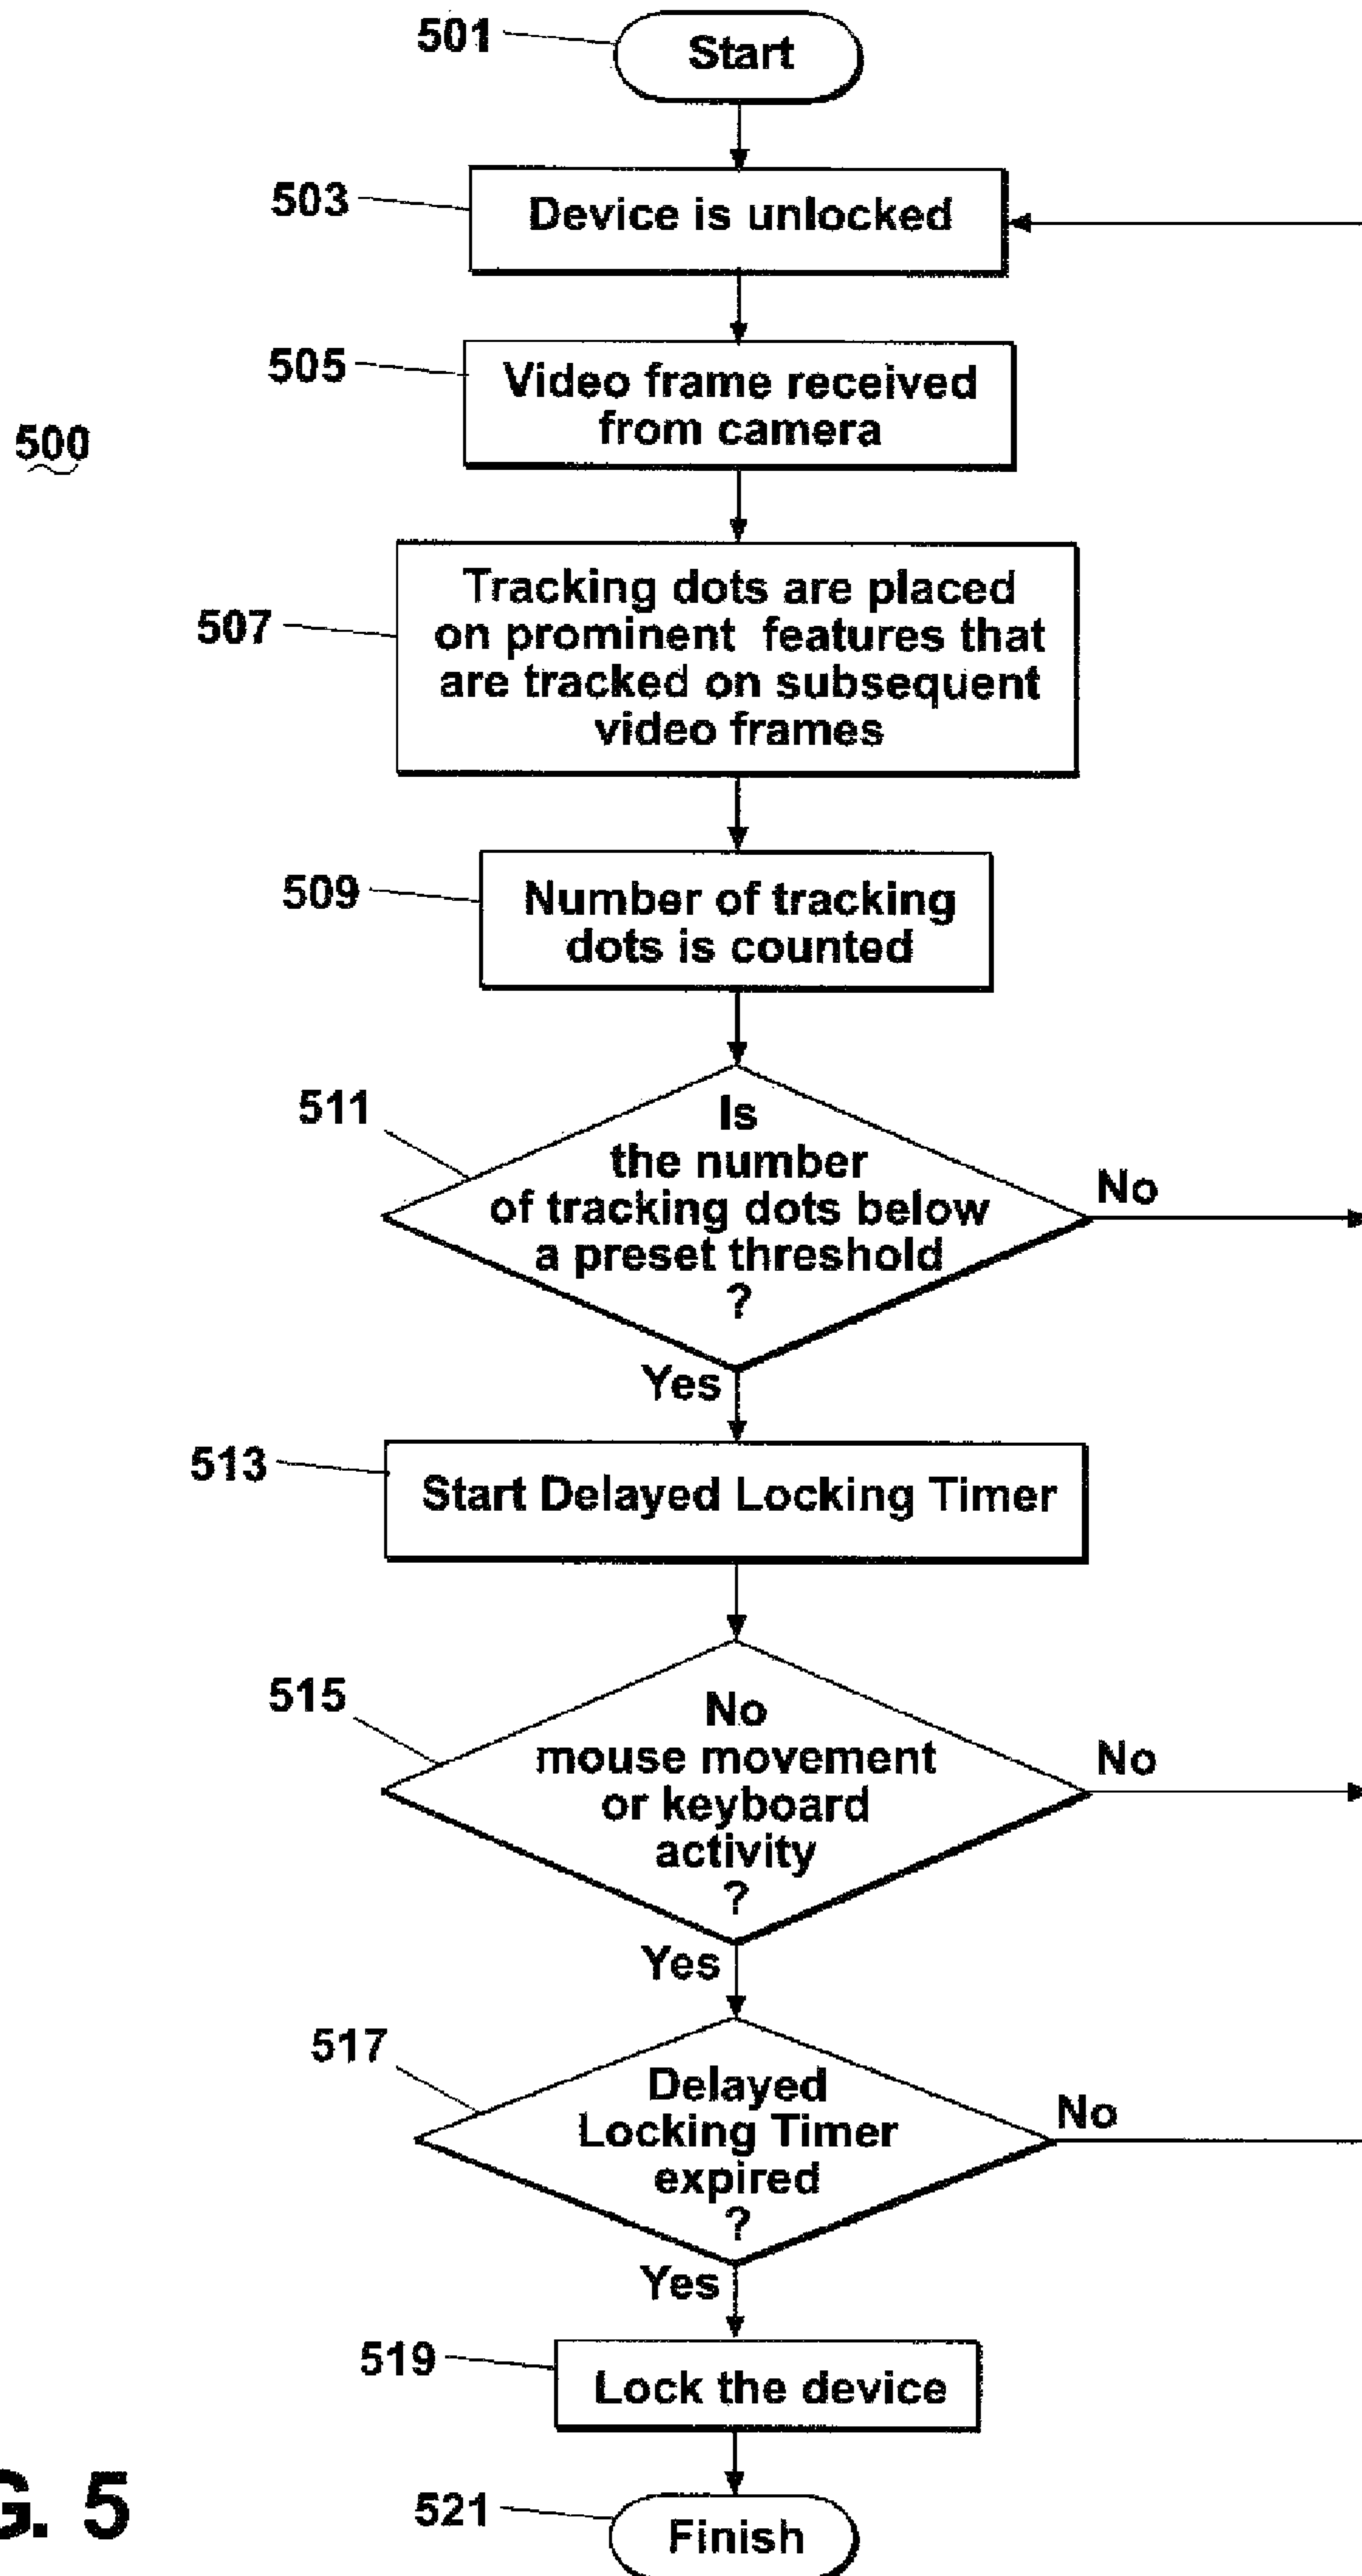 501
Start
503
Device is unlocked
505
Video frame received
from camera
500
507
Tracking dots are placed
on prominent features that
are tracked on subsequent
video frames
509
Number of tracking
dots is counted
511
Is
the number
of tracking dots below
a preset threshold
?
No
Yes
513
Start Delayed Locking Timer
515
No
mouse movement
or keyboard
activity
?
No
Yes
517
Delayed
Locking Timer
expired
?
No
Yes
519
Lock the device
521
Finish
G. 5